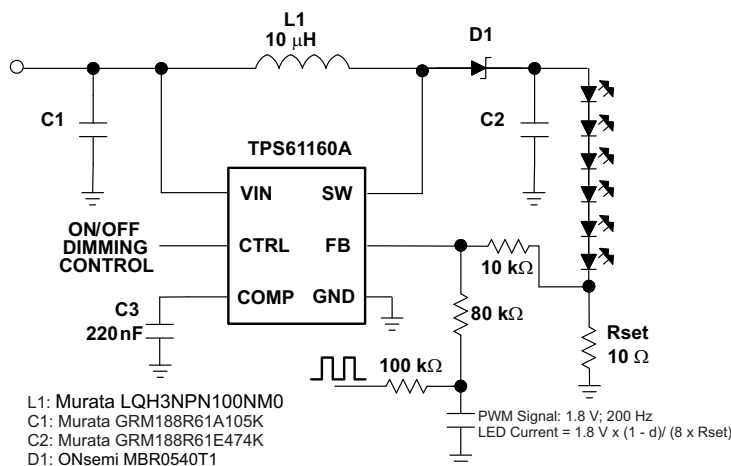 L1
10 μH
D1
C1
C2
TPS61160A
VIN
SW
ON/OFF
DIMMING
CONTROL
CTRL
FB
10 kΩ
COMP
GND
C3
220 nF
80 kΩ
Rset
10 Ω
100 kΩ
L1: Murata LQH3NPN100NM0
C1: Murata GRM188R61A105K
C2: Murata GRM188R61E474K
D1: ONsemi MBR0540T1
PWM Signal: 1.8 V; 200 Hz
LED Current = 1.8 V x (1 - d)/ (8 x Rset)